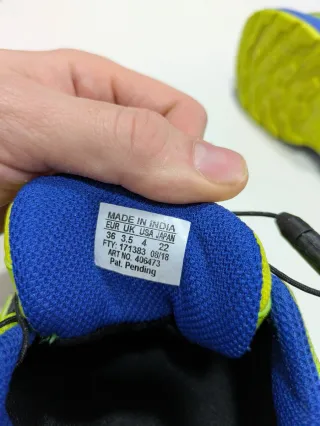 MADE IN INDIA
EUR UK USA JAPAN
36 3.5 4 22
FTY: 171383 09/18
ART NO. 406473
Pat. Pending